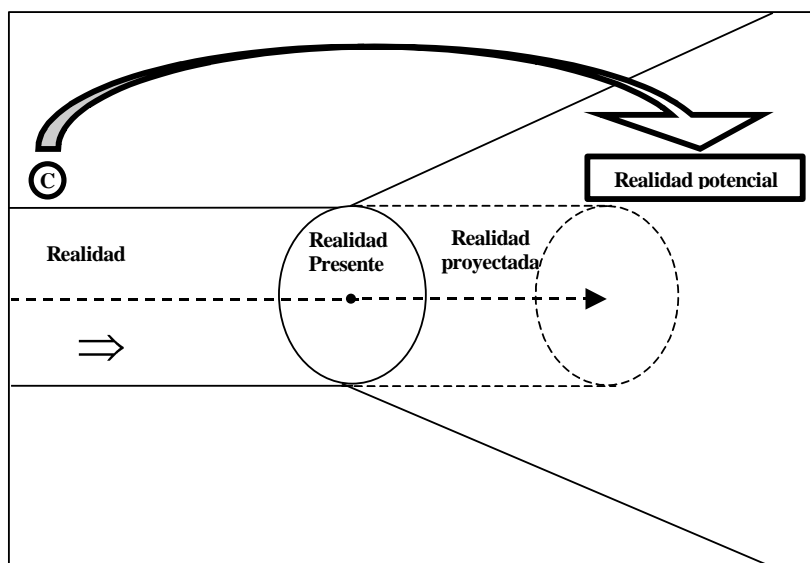 C
Realidad potencial
Realidad
Realidad
Presente
Realidad
proyectada